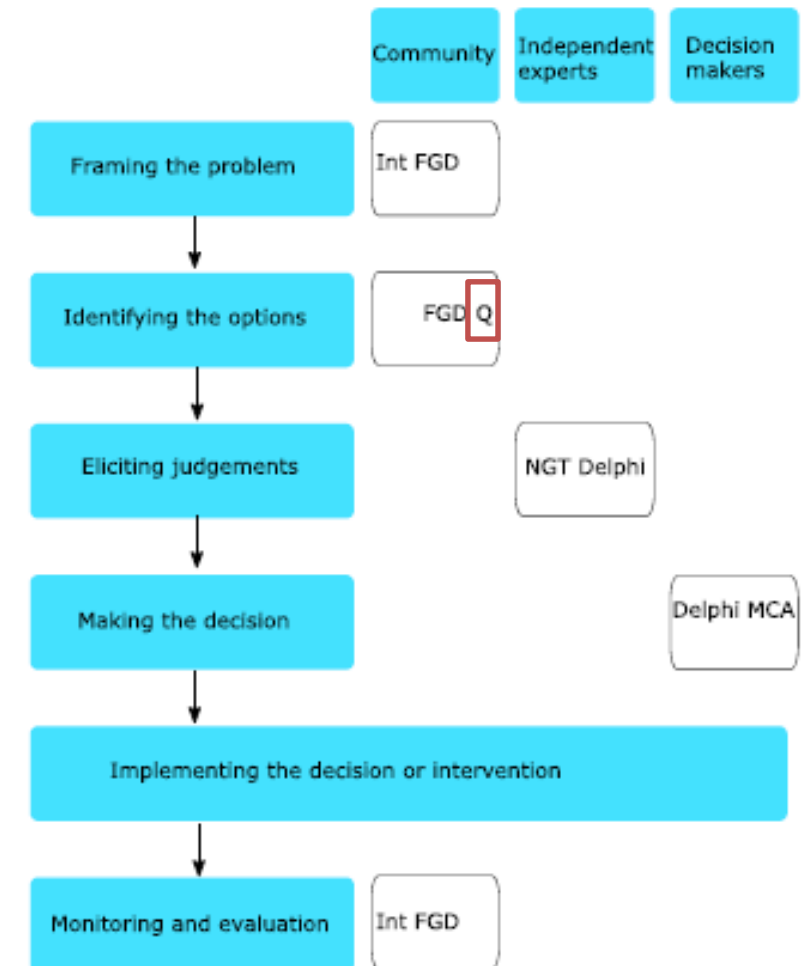 Community
Independent
experts
Decision
makers
Framing the problem
Int FGD
Identifying the options
FGD Q
Eliciting judgements
NGT Delphi
Making the decision
Delphi MCA
Implementing the decision or intervention
Monitoring and evaluation
Int FGD